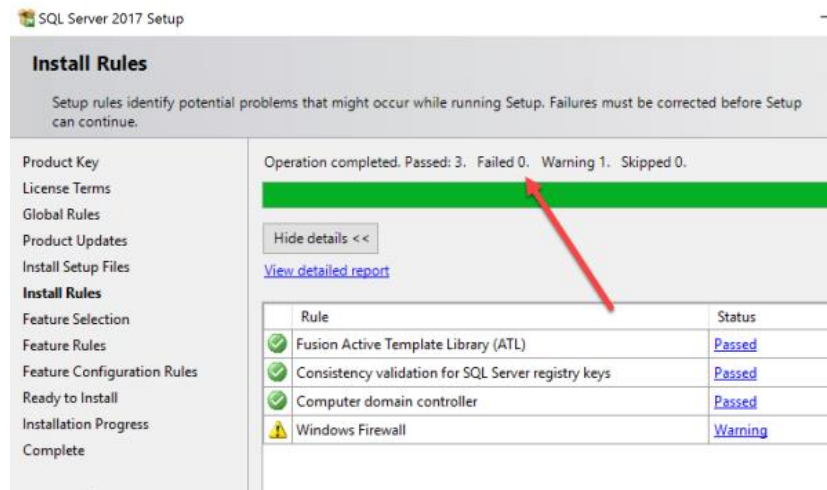 SQL Server 2017 Setup
Install Rules
Setup rules identify potential problems that might occur while running Setup. Failures must be corrected before Setup
can continue.
Product Key
License Terms
Global Rules
Product Updates
Install Setup Files
Install Rules
Feature Selection
Feature Rules
Feature Configuration Rules
Ready to Install
Installation Progress
Complete
Operation completed. Passed: 3.   Failed 0.   Warning 1.   Skipped 0.
Hide details <<
View detailed report
Rule Status
Fusion Active Template Library (ATL) Passed
Consistency validation for SQL Server registry keys Passed
Computer domain controller Passed
Windows Firewall Warning